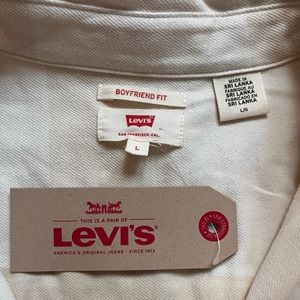 BOYFRIEND FIT
Levi's
SAN FRANCISCO, CAL.
L
MADE IN
SRI LANKA
FABRIQUÉ AU
SRI LANKA
FABRICADO EN
SRI LANKA
L/G
THIS IS A PAIR OF
Levi's
AMERICA'S ORIGINAL JEANS - SINCE 1873